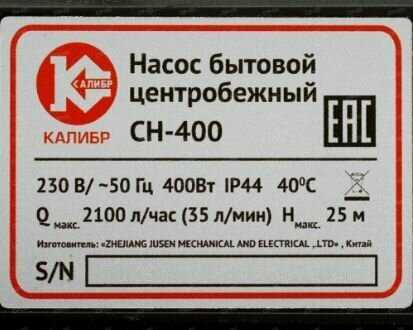 КАЛИБР
КАЛИБР
Насос бытовой
центробежный
СН-400
EAC
230 В/ ~50 Гц 400Вт IP44 40⁰С
Q макс. 2100 л/час (35 л/мин) H макс. 25 м
Изготовитель: «ZHEJIANG JUSEN MECHANICAL AND ELECTRICAL .,LTD» , Китай
S/N